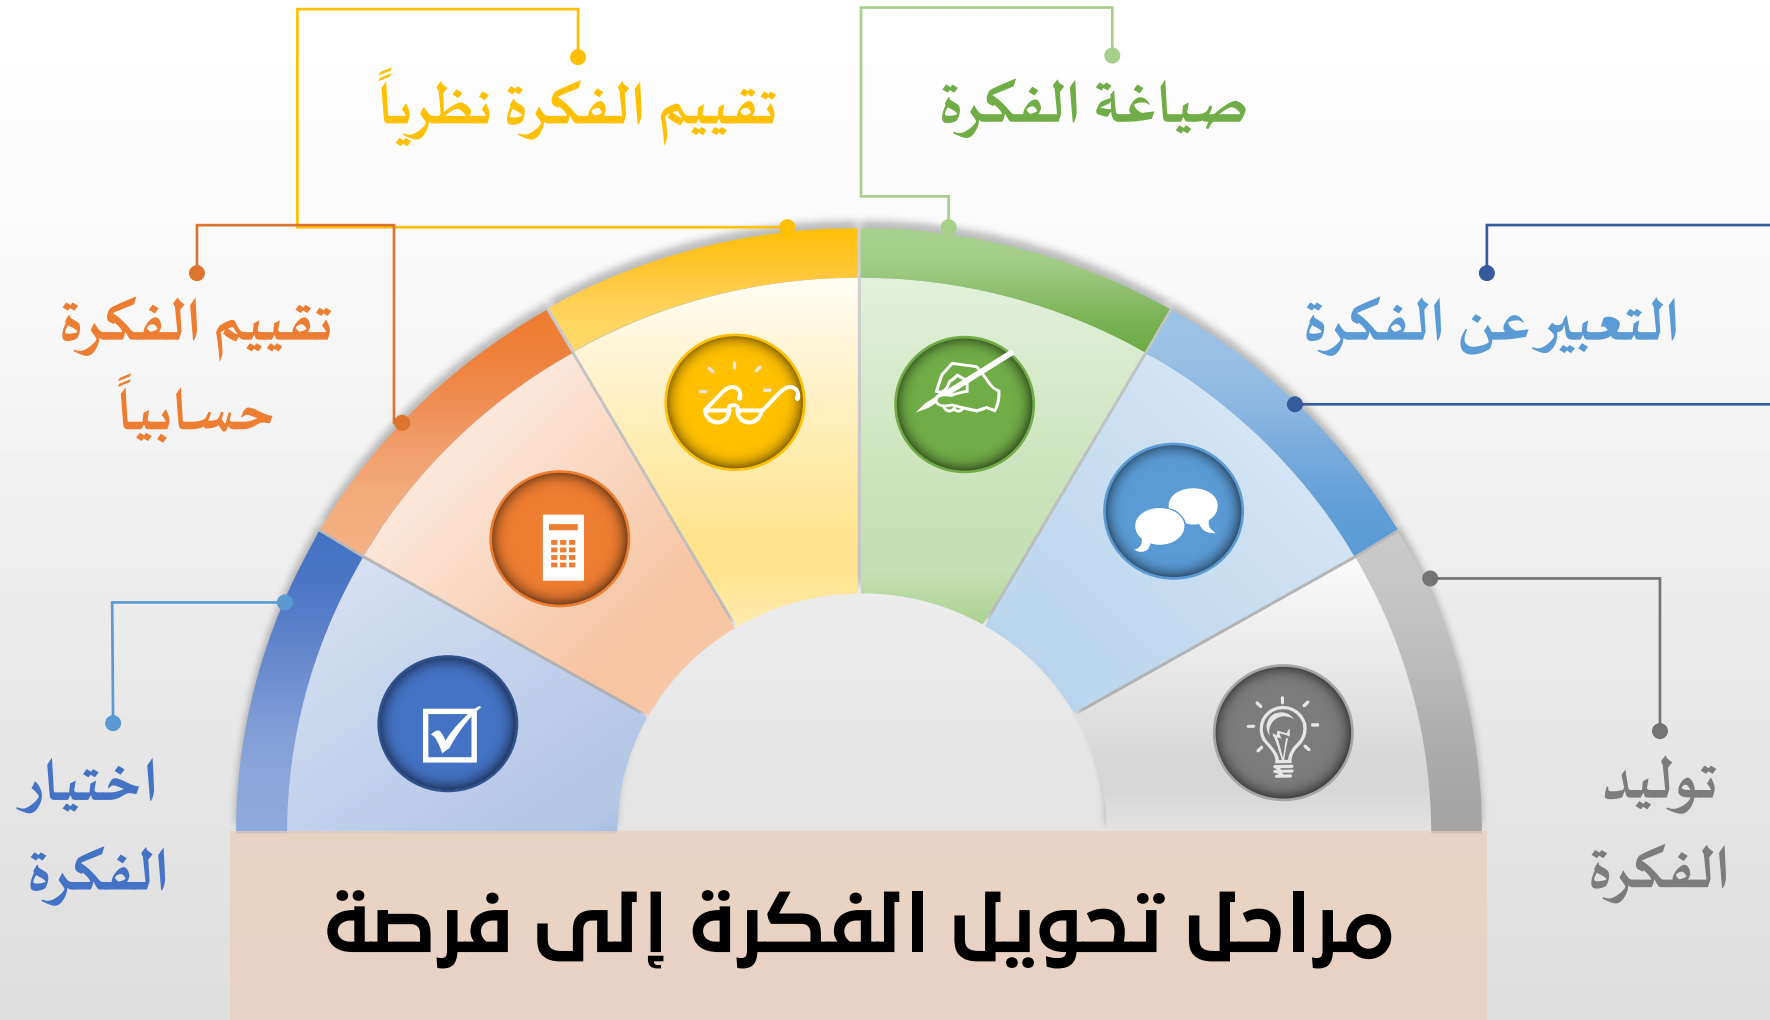 صياغة الفكرة
تقييم الفكرة نظرياً
التعبير عن الفكرة
تقييم الفكرة
حسابياً
توليد
الفكرة
اختيار
الفكرة
مراحل تحويل الفكرة إلى فرصة